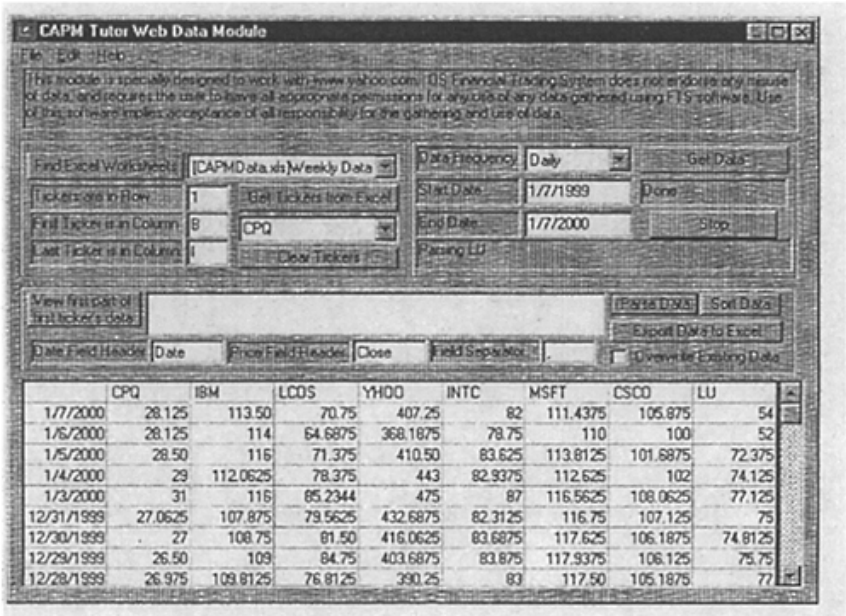 CAPM Tutor Web Data Module
File Edit Help
This module is specially designed to work with www.yahoo.com. OS Financial Trading System does not endorse any misuse
of data, and requires the user to have all appropriate permissions for any use of any data gathered using FTS software. Use
of this software implies acceptance of all responsibility for the gathering and use of data.
Find Excel Worksheets [CAPMData.xls]Weekly Data Data Frequency Daily Get Data
Tickers are in Row 1 Get Tickers from Excel Start Date 1/7/1999 Done
First Ticker is in Column B CPQ End Date 1/7/2000 Stop
Last Ticker is in Column I Clear Tickers Parsing LU
View first part of
first ticker's data Parse Data Sort Data
Export Data to Excel
Date Field Header Date Price Field Header Close Field Separator , Overwrite Existing Data
CPQ IBM LCOS YHOO INTC MSFT CSCO LU
1/7/2000 28.125 113.50 70.75 407.25 82 111.4375 105.875 54
1/6/2000 28.125 114 64.6875 368.1875 78.75 110 100 52
1/5/2000 28.50 116 71.375 410.50 83.625 113.8125 101.6875 72.375
1/4/2000 29 112.0625 78.375 443 82.9375 112.625 102 74.125
1/3/2000 31 116 85.2344 475 87 116.5625 108.0625 77.125
12/31/1999 27.0625 107.875 79.5625 432.6875 82.3125 116.75 107.125 75
12/30/1999 27 108.75 81.50 416.0625 83.6875 117.625 106.1875 74.8125
12/29/1999 26.50 109 84.75 403.6875 83.875 117.9375 106.125 75.75
12/28/1999 26.975 109.8125 76.8125 390.25 83 117.50 105.1875 77